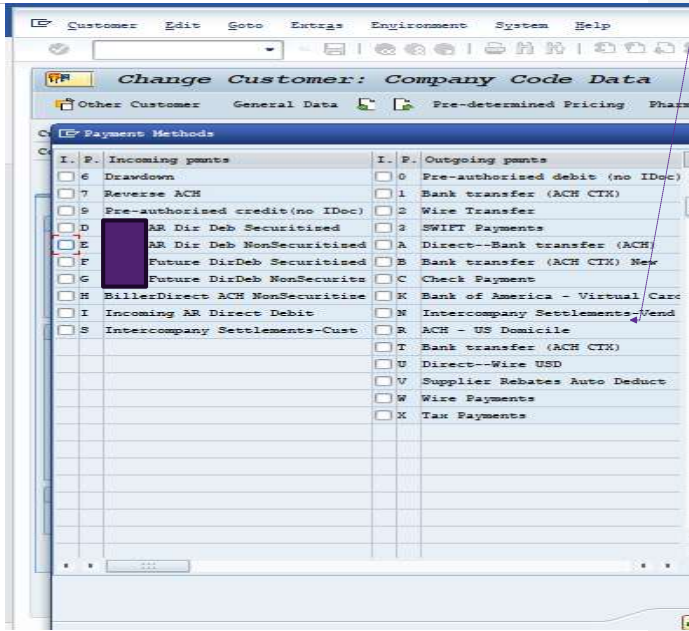 Customer Edit Goto Extras Environment System Help
Change Customer: Company Code Data
Other Customer General Data Pre-determined Pricing
Payment Methods
I. P. Incoming pmnts I. P. Outgoing pmnts
6 Drawdown 0 Pre-authorized debit (no IDoc)
7 Reverse ACH 1 Bank transfer (ACH CTX)
9 Pre-authorized credit(no IDoc) 2 Wire Transfer
D AR Dir Deb Securitized 3 SWIFT Payments
E AR Dir Deb NonSecuritized A Direct--Bank transfer (ACH)
F Future DirDeb Securitized B Bank transfer (ACH CTX) New
G Future DirDeb NonSecuritz C Check Payment
H BillerDirect ACH NonSecuritize K Bank of America - Virtual Card
I Incoming AR Direct Debit N Intercompany Settlements-Vend
S Intercompany Settlements-Cust R ACH - US Domicile
T Bank transfer (ACH CTX)
U Direct--Wire USD
V Supplier Rebates Auto Deduct
W Wire Payments
X Tax Payments